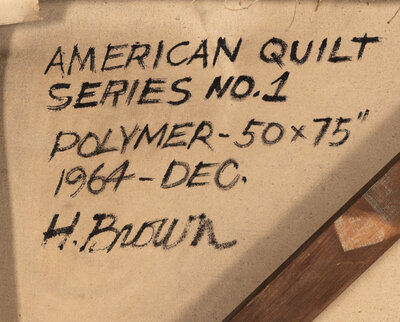 AMERICAN QUILT
SERIES NO.1
POLYMER - 50 x 75"
1964 - DEC.
H. Brown